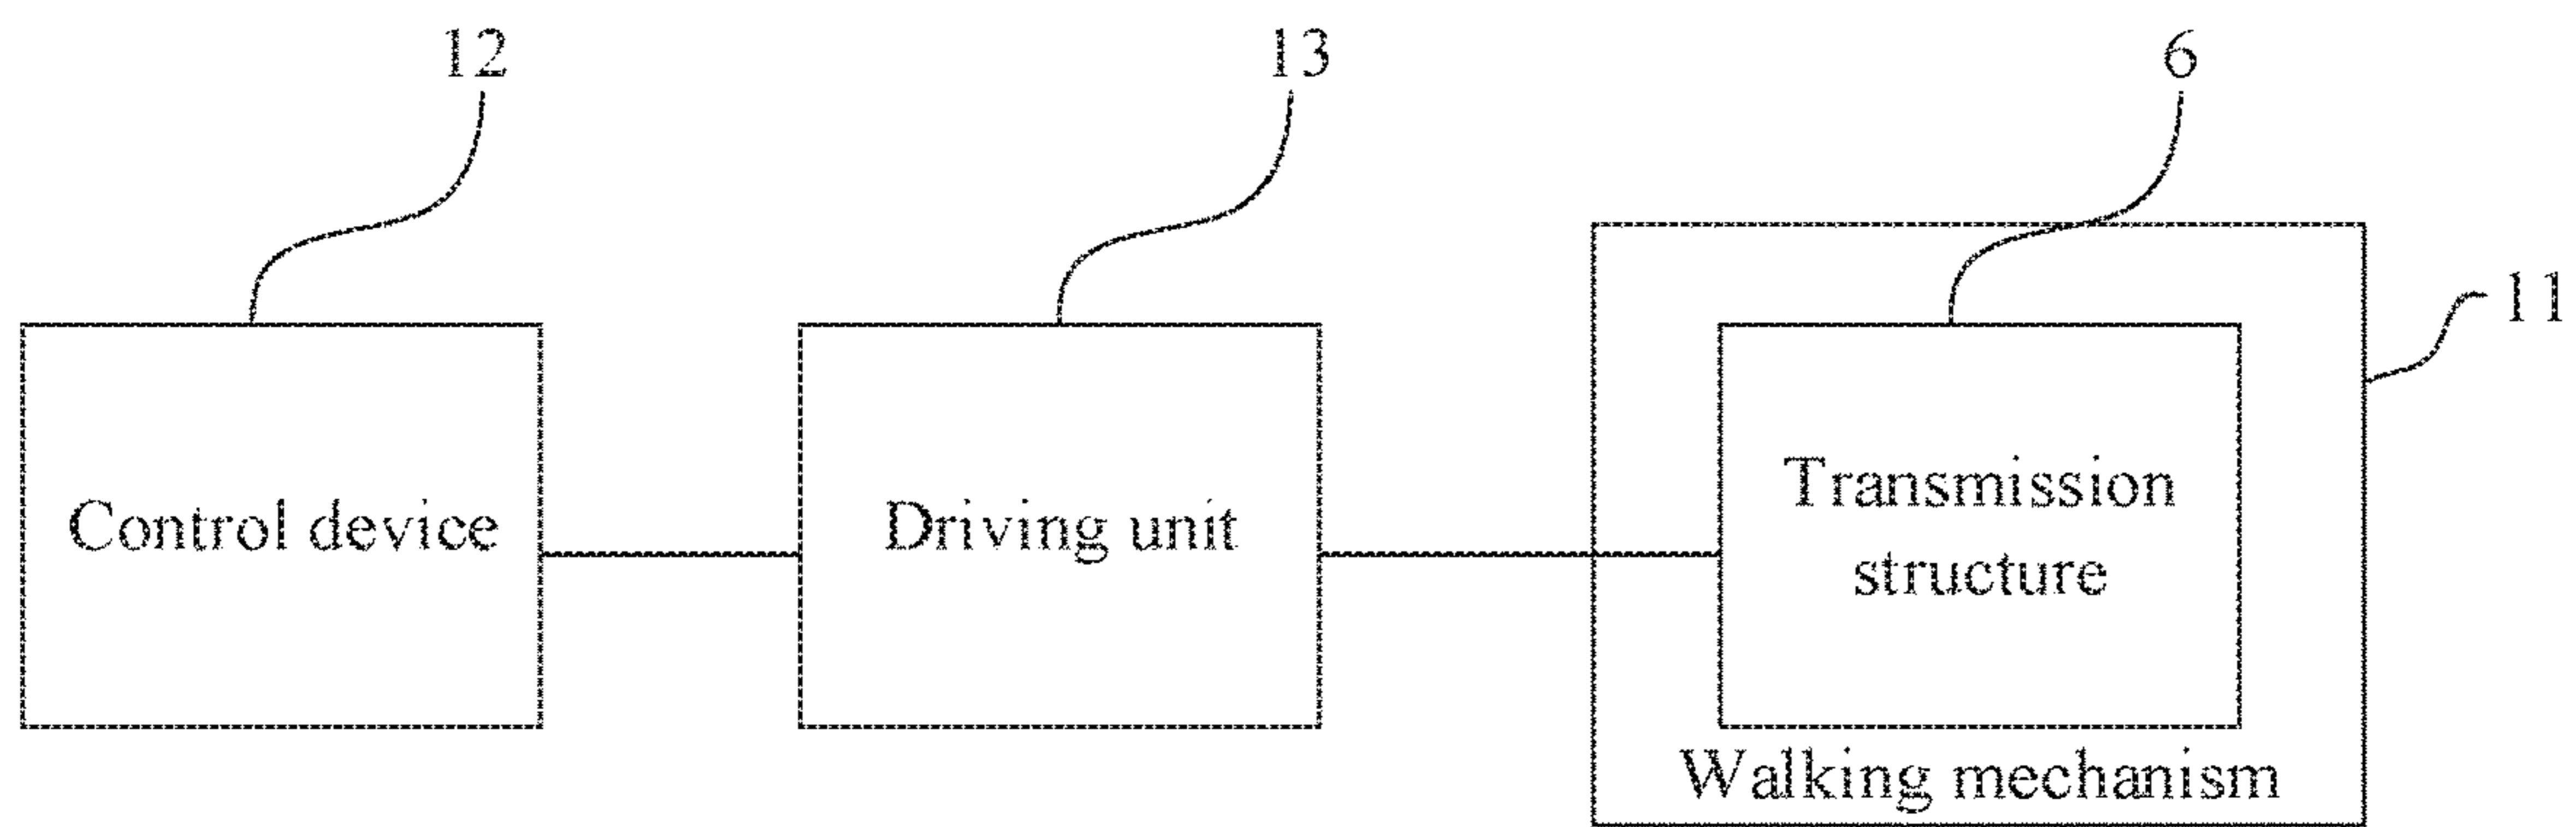 12
13
6
11
Control device
Driving unit
Transmission
structure
Walking mechanism